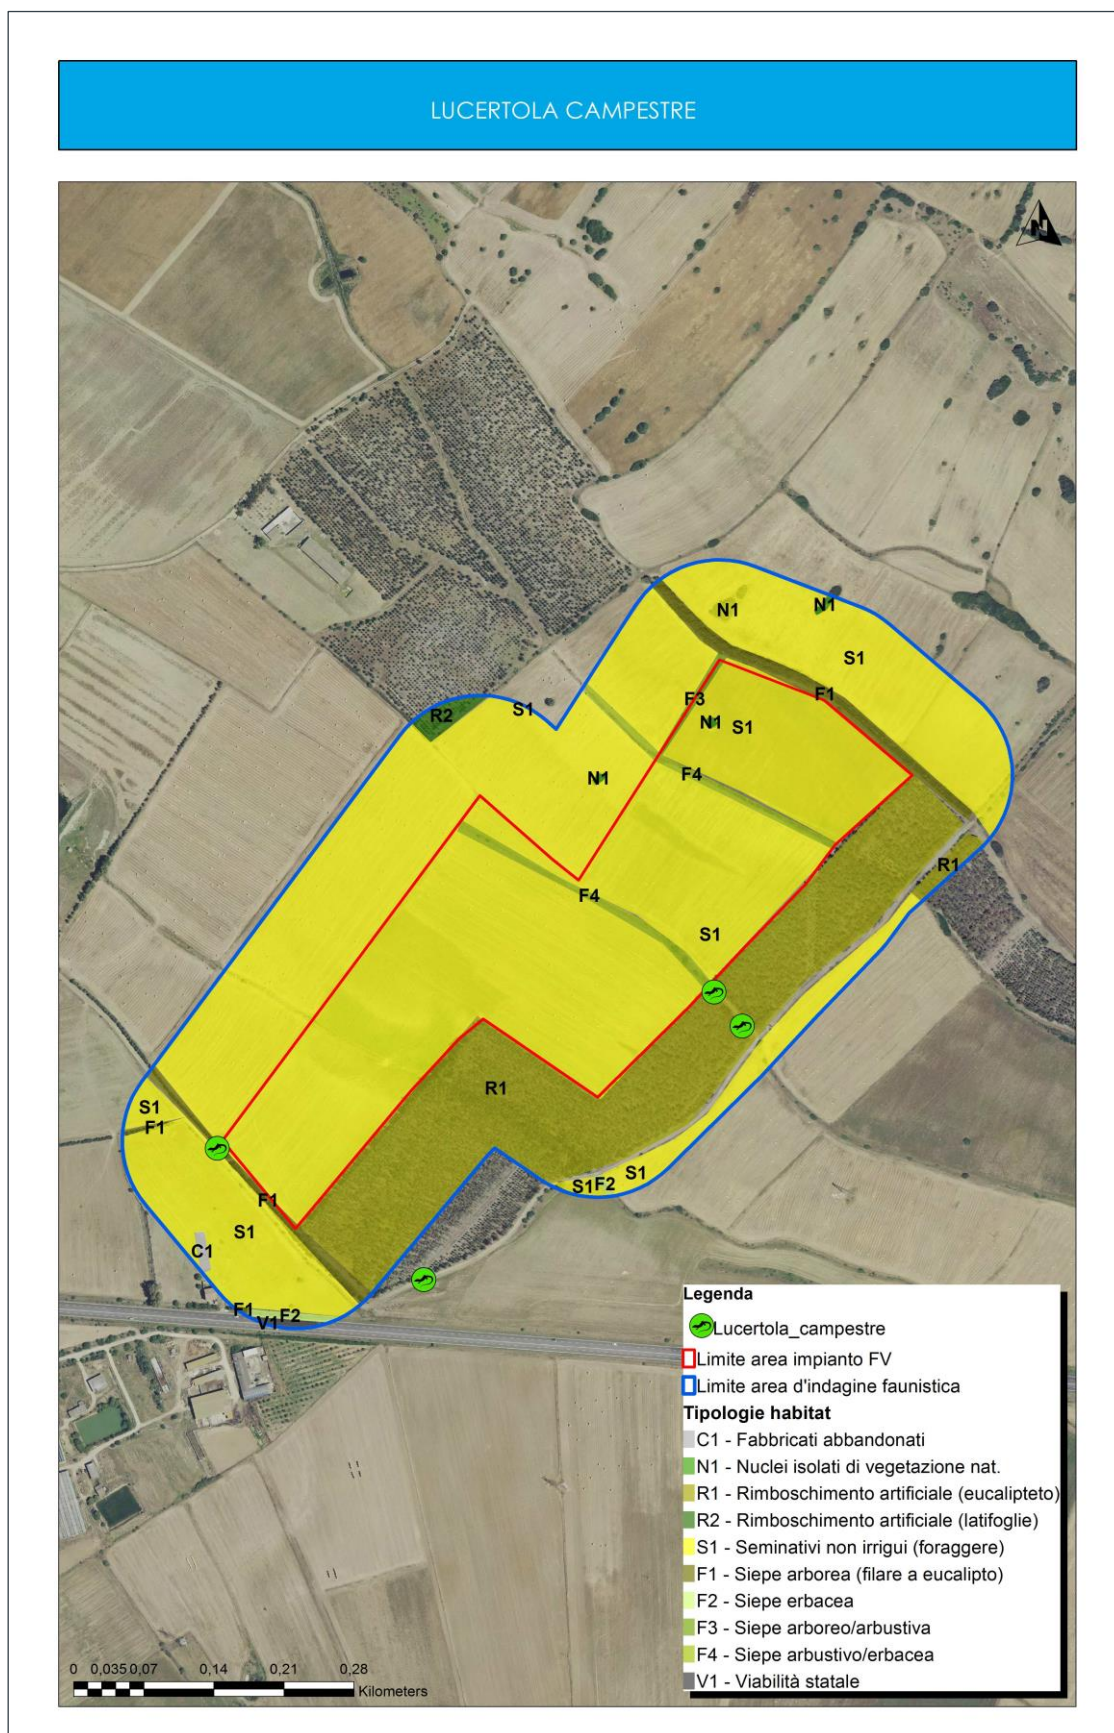 LUCERTOLA CAMPESTRE
N
N1
N1
S1
F3
F1
R2
S1
N1
S1
F4
N1
R1
F4
S1
R1
S1
F1
S1
F1
S1 F2
S1
C1
F1
F2
V1
Legenda
Lucertola_campestre
Limite area impianto FV
Limite area d'indagine faunistica
Tipologie habitat
C1 - Fabbricati abbandonati
N1 - Nuclei isolati di vegetazione nat.
R1 - Rimboschimento artificiale (eucalipteto)
R2 - Rimboschimento artificiale (latifoglie)
S1 - Seminativi non irrigui (foraggere)
F1 - Siepe arborea (filare a eucalipto)
F2 - Siepe erbacea
F3 - Siepe arboreo/arbustiva
F4 - Siepe arbustivo/erbacea
V1 - Viabilità statale
0 0,035 0,07 0,14 0,21 0,28
Kilometers